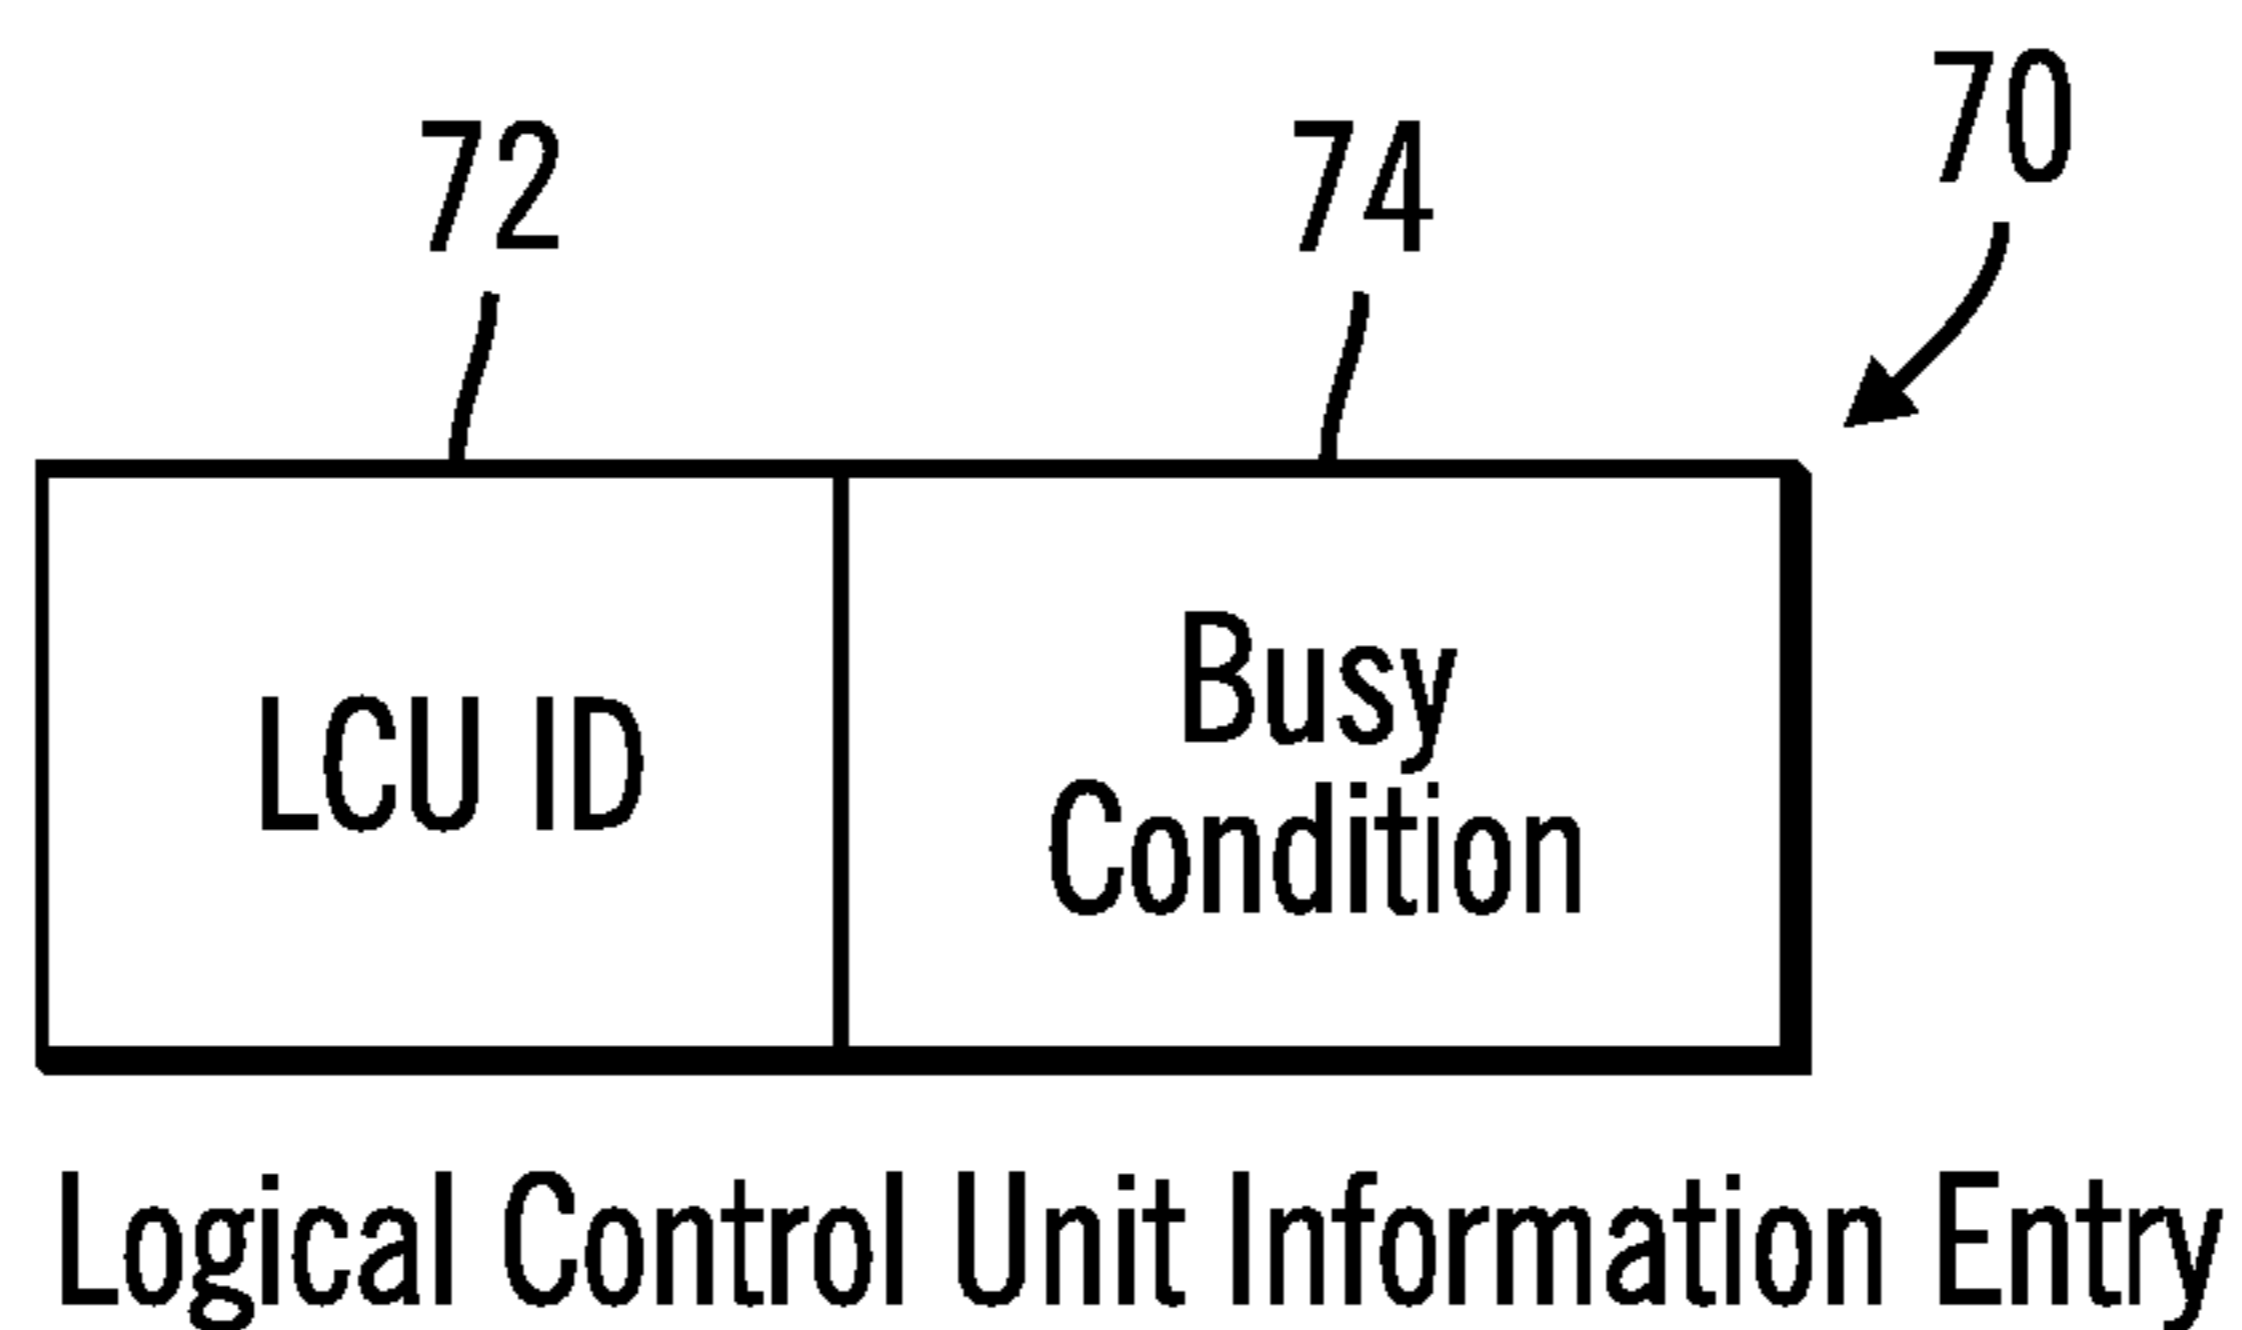 70
72 74
LCU ID
Busy
Condition
Logical Control Unit Information Entry